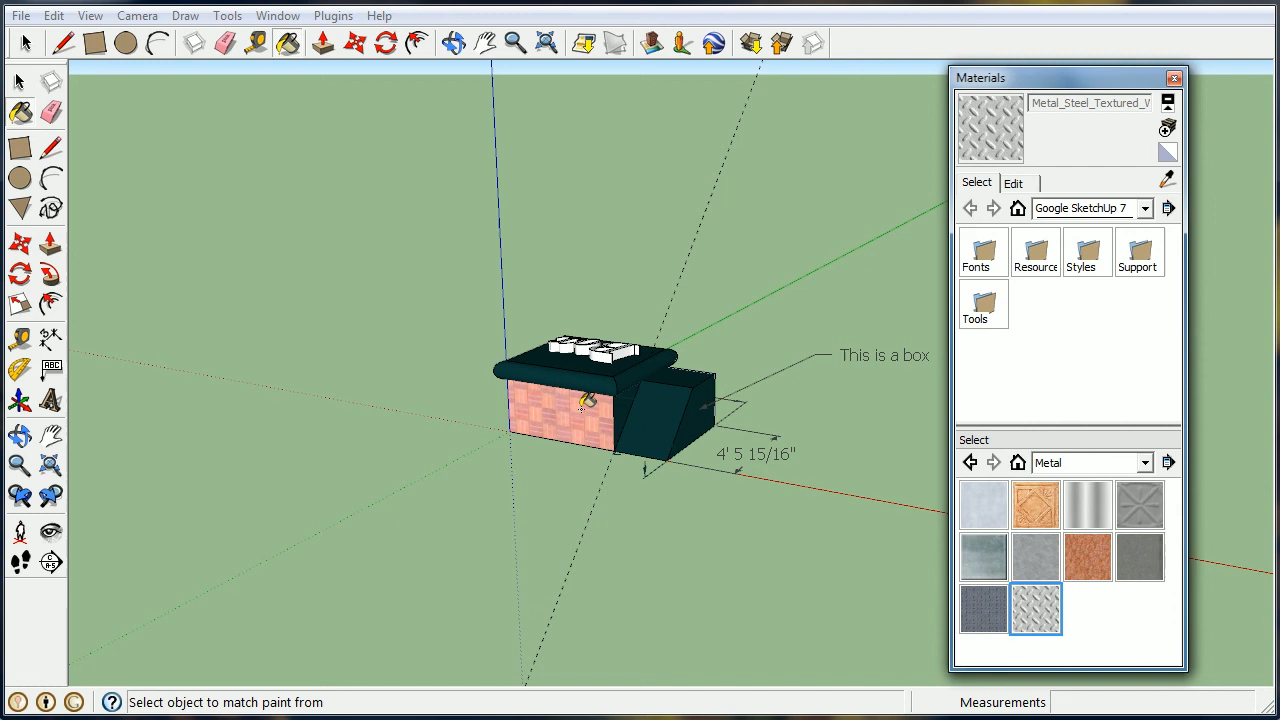 File Edit View Camera Draw Tools Window Plugins Help
Materials
Metal_Steel_Textured_W
Select Edit
Google SketchUp 7
Fonts Resource Styles Support
Tools
ABC
This is a box
4' 5 15/16"
Select
Metal
Select object to match paint from
Measurements